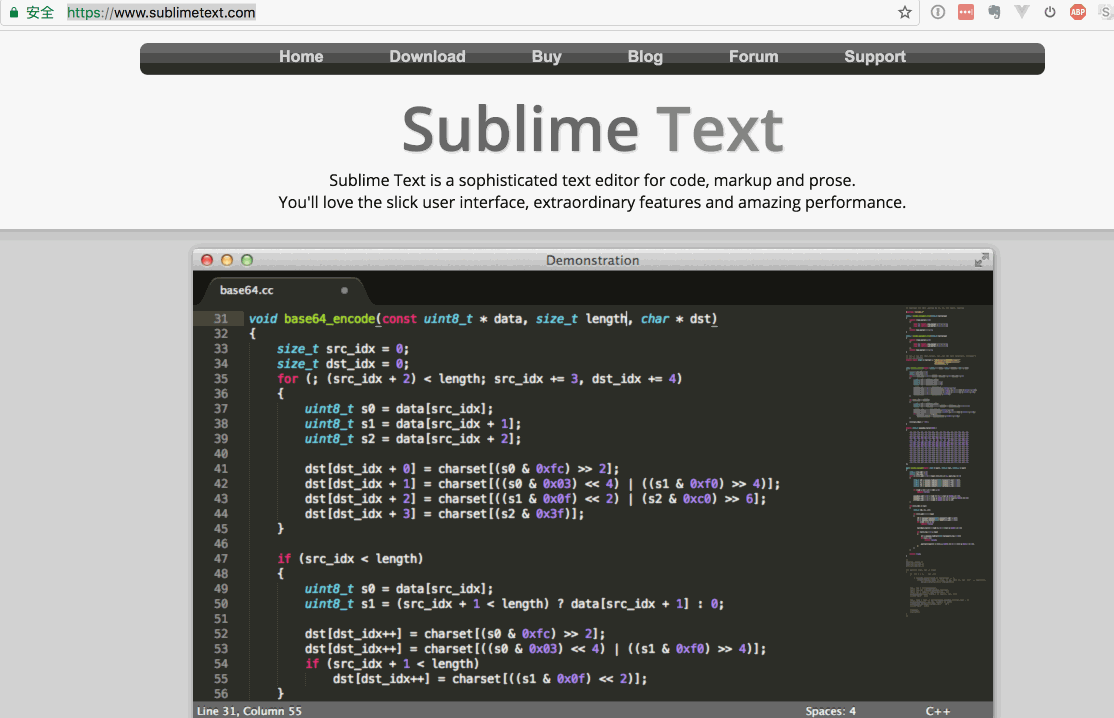 安全 https://www.sublimetext.com
Home Download Buy Blog Forum Support
Sublime Text
Sublime Text is a sophisticated text editor for code, markup and prose.
You'll love the slick user interface, extraordinary features and amazing performance.
Demonstration
base64.cc
31 void base64_encode(const uint8_t * data, size_t length, char * dst)
32 {
33     size_t src_idx = 0;
34     size_t dst_idx = 0;
35     for (; (src_idx + 2) < length; src_idx += 3, dst_idx += 4)
36     {
37         uint8_t s0 = data[src_idx];
38         uint8_t s1 = data[src_idx + 1];
39         uint8_t s2 = data[src_idx + 2];
40
41         dst[dst_idx + 0] = charset[(s0 & 0xfc) >> 2];
42         dst[dst_idx + 1] = charset[((s0 & 0x03) << 4) | ((s1 & 0xf0) >> 4)];
43         dst[dst_idx + 2] = charset[((s1 & 0x0f) << 2) | (s2 & 0xc0) >> 6];
44         dst[dst_idx + 3] = charset[(s2 & 0x3f)];
45     }
46
47     if (src_idx < length)
48     {
49         uint8_t s0 = data[src_idx];
50         uint8_t s1 = (src_idx + 1 < length) ? data[src_idx + 1] : 0;
51
52         dst[dst_idx++] = charset[(s0 & 0xfc) >> 2];
53         dst[dst_idx++] = charset[((s0 & 0x03) << 4) | ((s1 & 0xf0) >> 4)];
54         if (src_idx + 1 < length)
55             dst[dst_idx++] = charset[((s1 & 0x0f) << 2)];
56     }
Line 31, Column 55 Spaces: 4 C++
ABP
S